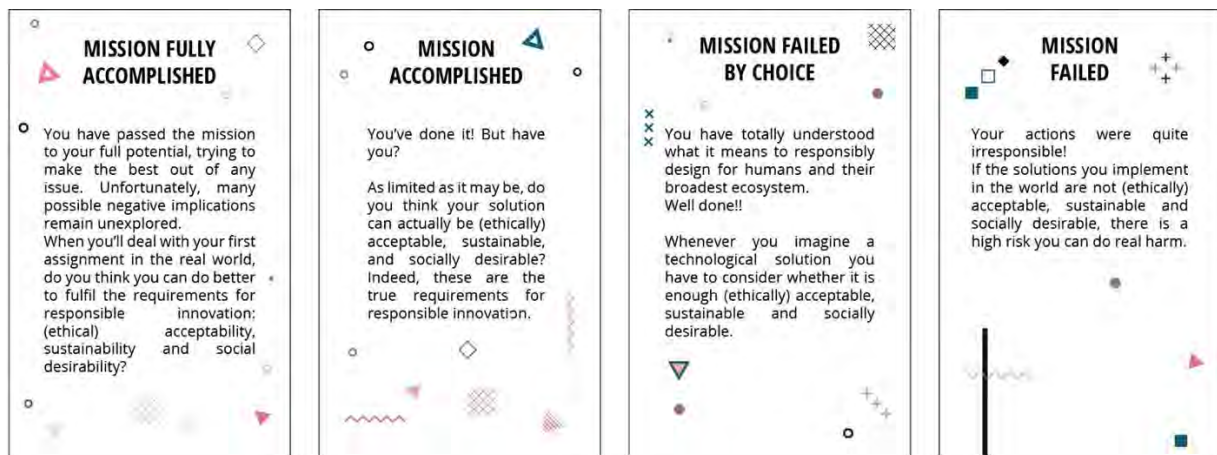 MISSION FULLY
ACCOMPLISHED
You have passed the mission
to your full potential, trying to
make the best out of any
issue. Unfortunately, many
possible negative implications
remain unexplored.
When you'll deal with your first
assignment in the real world,
do you think you can do better
to fulfil the requirements for
responsible innovation:
(ethical) acceptability,
sustainability and social
desirability?
MISSION
ACCOMPLISHED
You've done it! But have
you?
As limited as it may be, do
you think your solution
can actually be (ethically)
acceptable, sustainable,
and socially desirable?
Indeed, these are the
true requirements for
responsible innovation.
MISSION FAILED
BY CHOICE
You have totally understood
what it means to responsibly
design for humans and their
broadest ecosystem.
Well done!!
Whenever you imagine a
technological solution you
have to consider whether it is
enough (ethically) acceptable,
sustainable and socially
desirable.
MISSION
FAILED
Your actions were quite
irresponsible!
If the solutions you implement
in the world are not (ethically)
acceptable, sustainable and
socially desirable, there is a
high risk you can do real harm.